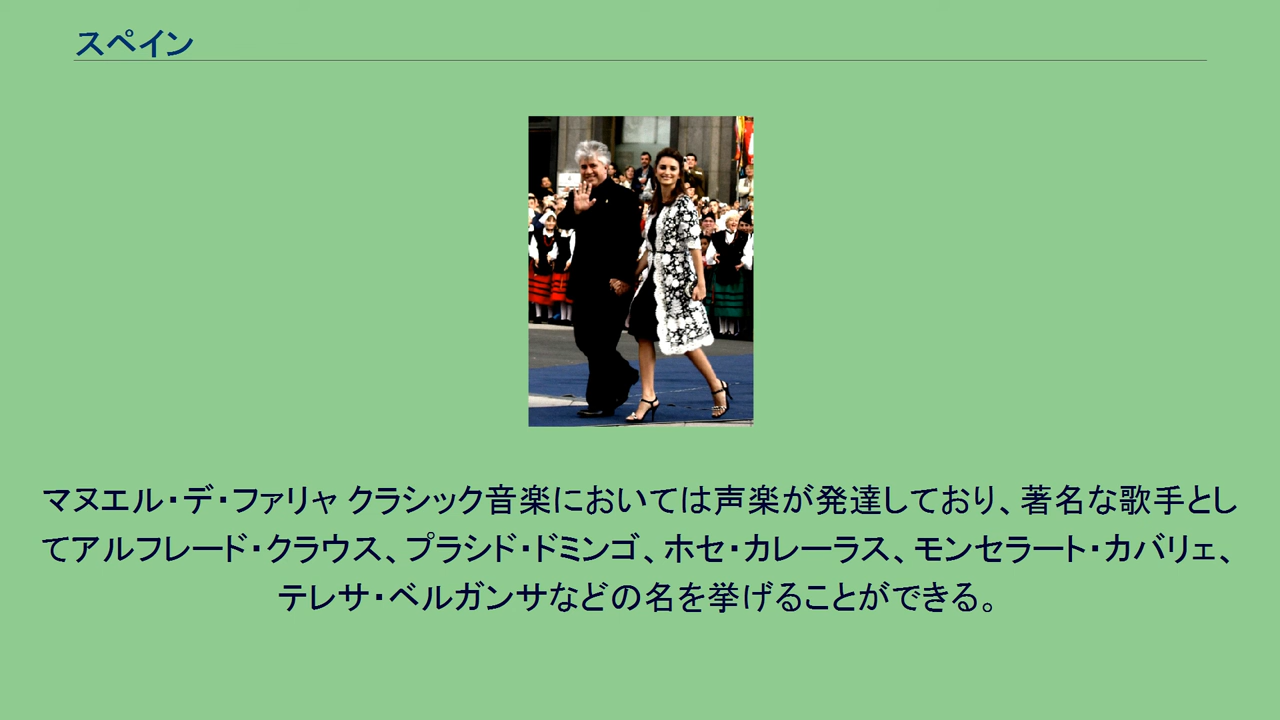 スペイン
マヌエル・デ・ファリャ クラシック音楽においては声楽が発達しており、著名な歌手とし
てアルフレード・クラウス、プラシド・ドミンゴ、ホセ・カレーラス、モンセラート・カバリェ、
テレサ・ベルガンサなどの名を挙げることができる。